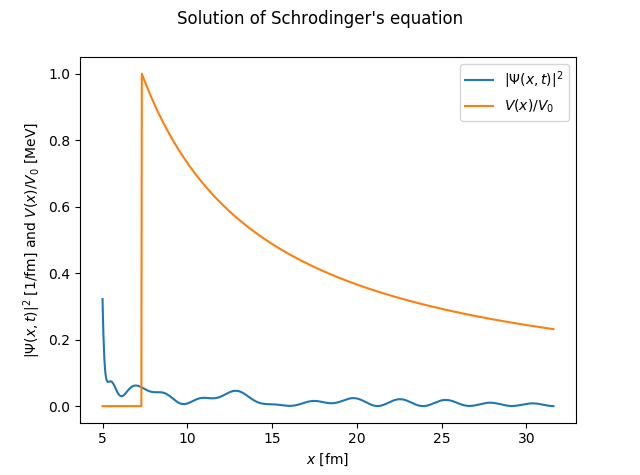 Solution of Schrodinger's equation
|Ψ(x, t)|² [1/fm] and V(x)/V₀ [MeV]
1.0
0.8
0.6
0.4
0.2
0.0
|Ψ(x, t)|²
V(x)/V₀
5 10 15 20 25 30
x [fm]